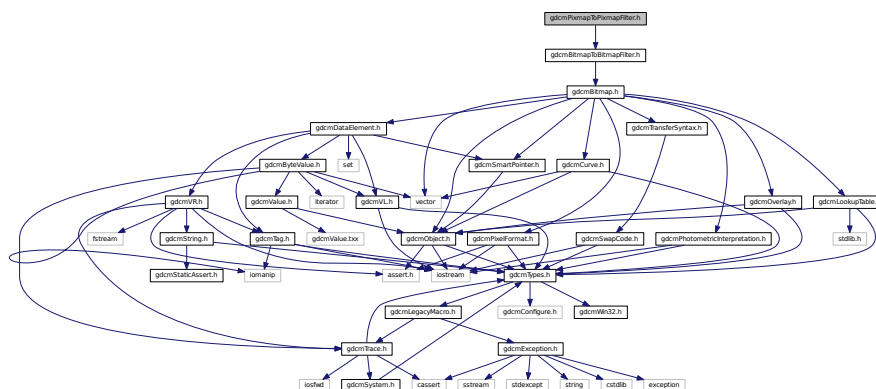 gdcmPixmapToPixmapFilter.h
gdcmBitmapToBitmapFilter.h
gdcmBitmap.h
gdcmDataElement.h
gdcmTransferSyntax.h
gdcmByteValue.h
set
gdcmSmartPointer.h
gdcmCurve.h
gdcmVR.h
gdcmValue.h
iterator
gdcmVL.h
vector
gdcmOverlay.h
gdcmLookupTable.
fstream
gdcmString.h
gdcmTag.h
gdcmValue.txx
gdcmObject.h
gdcmPixelFormat.h
gdcmSwapCode.h
gdcmPhotometricInterpretation.h
stdlib.h
gdcmStaticAssert.h
iomanip
assert.h
iostream
gdcmTypes.h
gdcmLegacyMacro.h
gdcmConfigure.h
gdcmWin32.h
gdcmTrace.h
gdcmException.h
iosfwd
gdcmSystem.h
cassert
sstream
stdexcept
string
cstdlib
exception